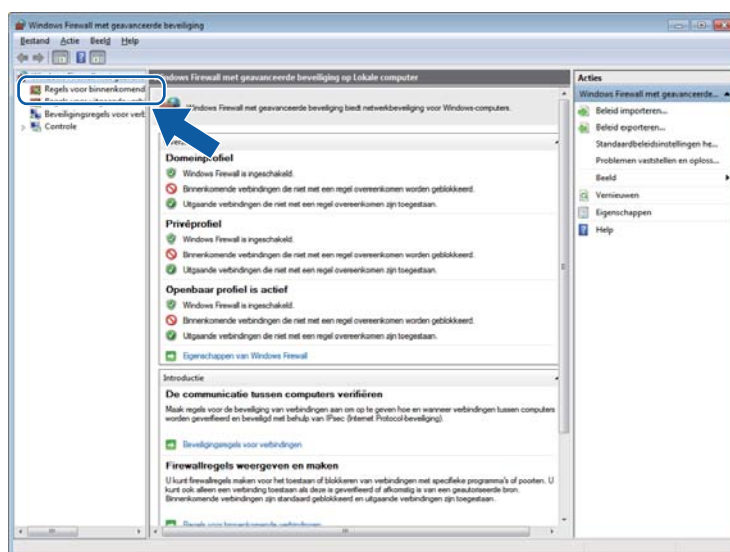 Windows Firewall met geavanceerde beveiliging
Bestand Actie Beeld Help
Regels voor binnenkomend
Beveiligingsregels voor verb
Controle
ndows Firewall met geavanceerde beveiliging op Lokale computer
Windows Firewall met geavanceerde beveiliging biedt netwerkbeveiliging voor Windows-computers.
Domeinprofiel
Windows Firewall is ingeschakeld.
Binnenkomende verbindingen die niet met een regel overeenkomen worden geblokkeerd.
Uitgaande verbindingen die niet met een regel overeenkomen zijn toegestaan.
Privéprofiel
Windows Firewall is ingeschakeld.
Binnenkomende verbindingen die niet met een regel overeenkomen worden geblokkeerd.
Uitgaande verbindingen die niet met een regel overeenkomen zijn toegestaan.
Openbaar profiel is actief
Windows Firewall is ingeschakeld.
Binnenkomende verbindingen die niet met een regel overeenkomen worden geblokkeerd.
Uitgaande verbindingen die niet met een regel overeenkomen zijn toegestaan.
Eigenschappen van Windows Firewall
Introductie
De communicatie tussen computers verifiëren
Maak regels voor de beveiliging van verbindingen aan om op te geven hoe en wanneer verbindingen tussen computers
worden geverifieerd en beveiligd met behulp van IPsec (Internet Protocol-beveiliging).
Beveiligingsregels voor verbindingen
Firewallregels weergeven en maken
U kunt firewallregels maken voor het toestaan of blokkeren van verbindingen met specifieke programma's of poorten. U
kunt ook alleen een verbinding toestaan als deze is geverifieerd of afkomstig is van een geautoriseerde bron.
Binnenkomende verbindingen zijn standaard geblokkeerd en uitgaande verbindingen zijn toegestaan.
Regels voor binnenkomende verbindingen
Acties
Windows Firewall met geavanceerde...
Beleid importeren...
Beleid exporteren...
Standaardbeleidsinstellingen he...
Problemen vaststellen en oploss...
Beeld
Vernieuwen
Eigenschappen
Help